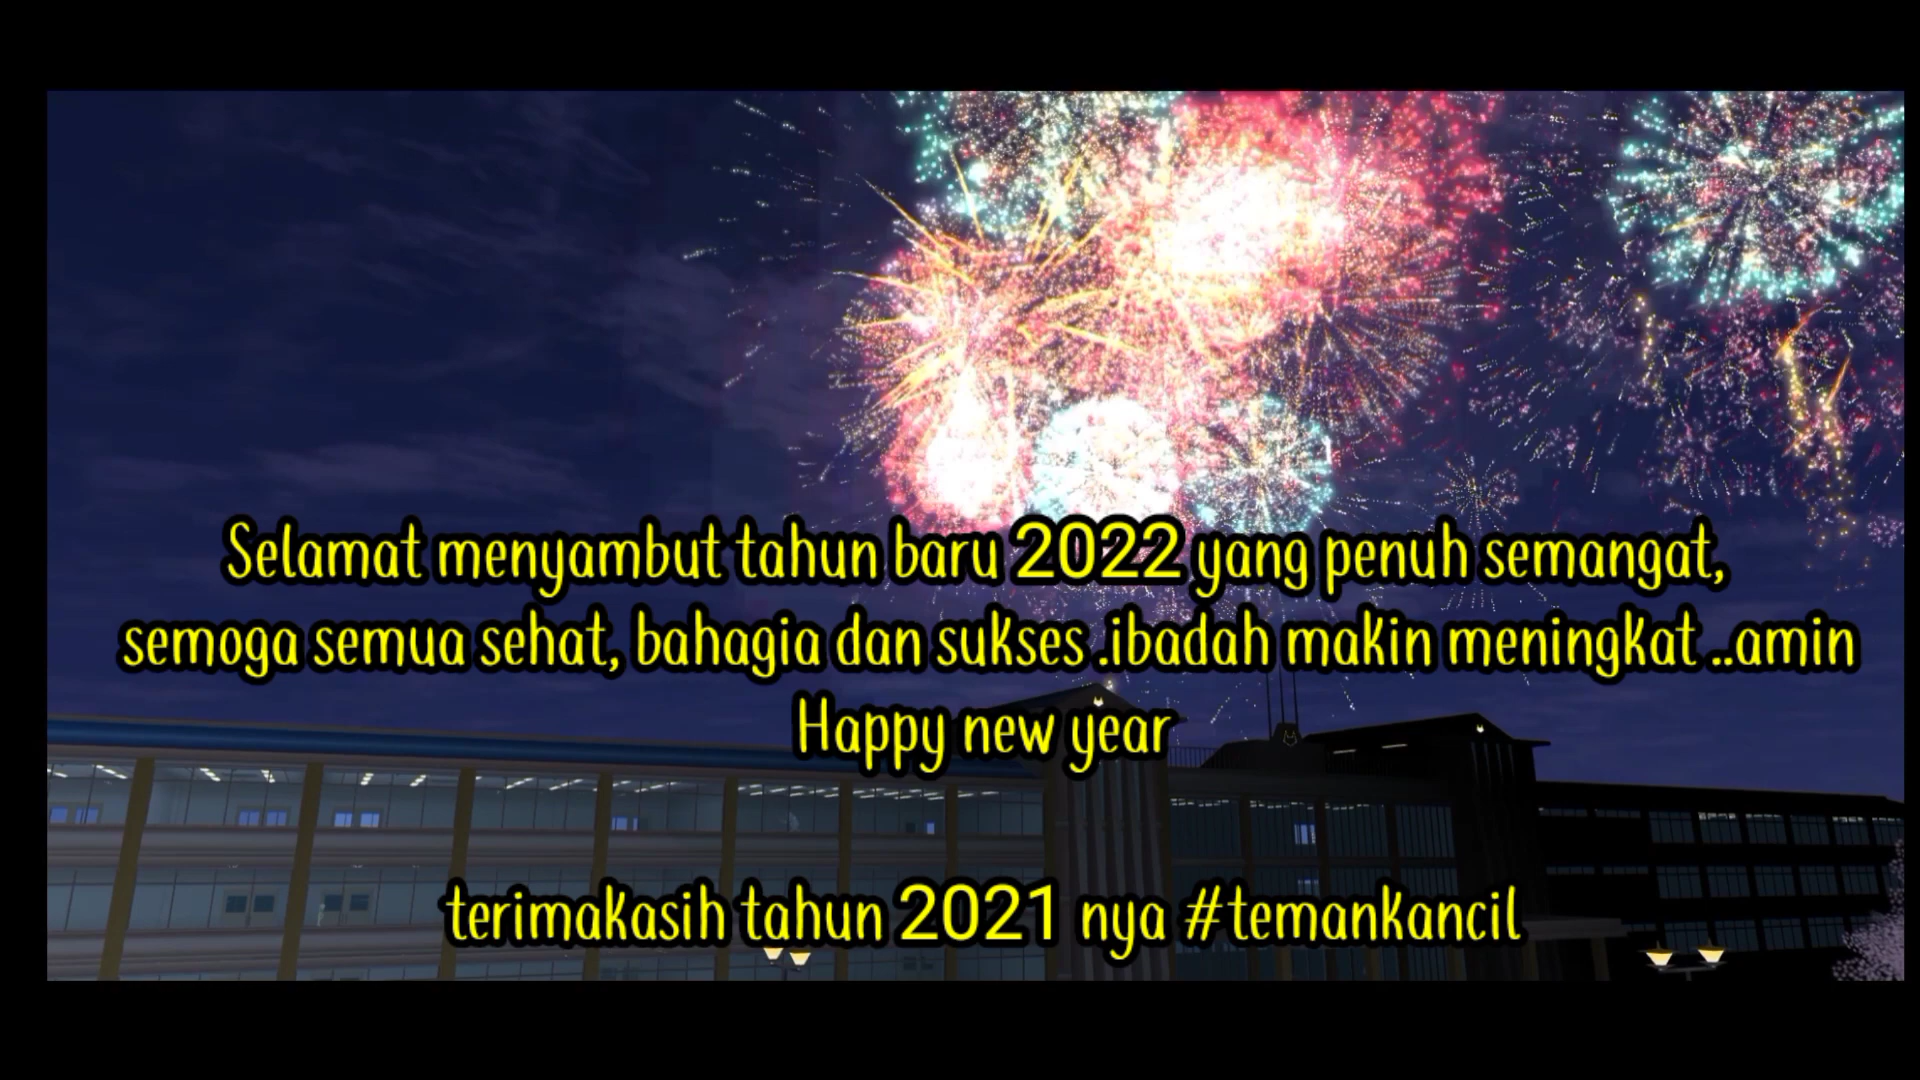 Selamat menyambut tahun baru 2022 yang penuh semangat,
semoga semua sehat, bahagia dan sukses .ibadah makin meningkat ..amin
Happy new year
terimakasih tahun 2021 nya #temankancil